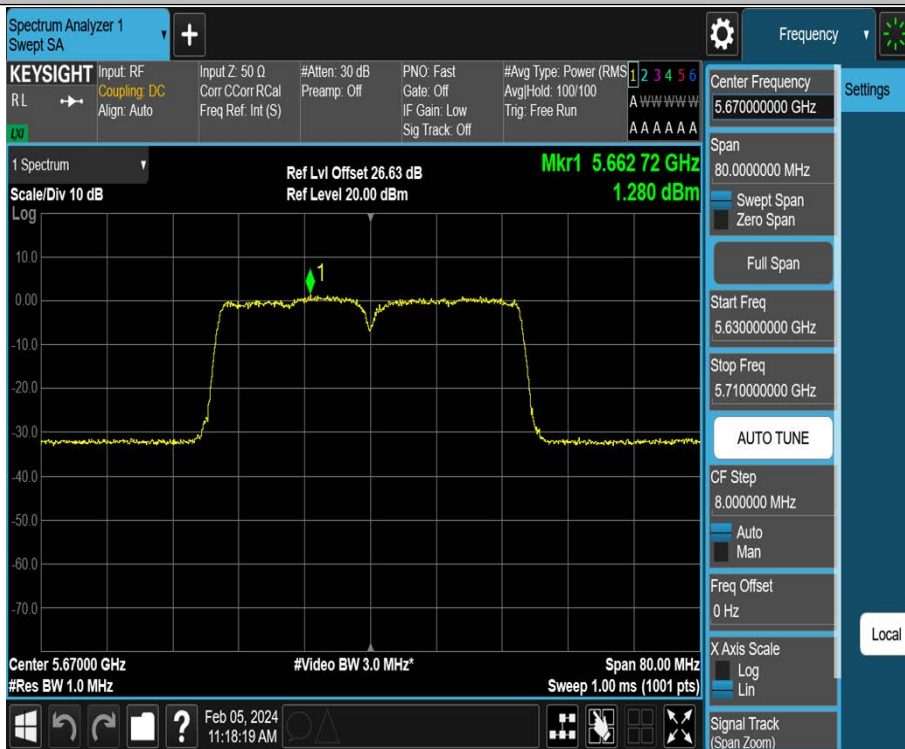 Spectrum Analyzer 1
Swept SA
Frequency
KEYSIGHT
R L
LXI
Input: RF
Coupling: DC
Align: Auto
Input Z: 50 Ω
Corr CCorr RCal
Freq Ref: Int (S)
#Atten: 30 dB
Preamp: Off
PNO: Fast
Gate: Off
IF Gain: Low
Sig Track: Off
#Avg Type: Power (RMS
Avg|Hold: 100/100
Trig: Free Run
1 2 3 4 5 6
A W W W W W
A A A A A A
1 Spectrum
Scale/Div 10 dB
Log
Ref Lvl Offset 26.63 dB
Ref Level 20.00 dBm
Mkr1 5.662 72 GHz
1.280 dBm
1
10.0
0.00
-10.0
-20.0
-30.0
-40.0
-50.0
-60.0
-70.0
Center 5.67000 GHz
#Res BW 1.0 MHz
#Video BW 3.0 MHz*
Span 80.00 MHz
Sweep 1.00 ms (1001 pts)
Feb 05, 2024
11:18:19 AM
Center Frequency
5.670000000 GHz
Span
80.0000000 MHz
Swept Span
Zero Span
Full Span
Start Freq
5.630000000 GHz
Stop Freq
5.710000000 GHz
AUTO TUNE
CF Step
8.000000 MHz
Auto
Man
Freq Offset
0 Hz
X Axis Scale
Log
Lin
Signal Track
(Span Zoom)
Settings
Local